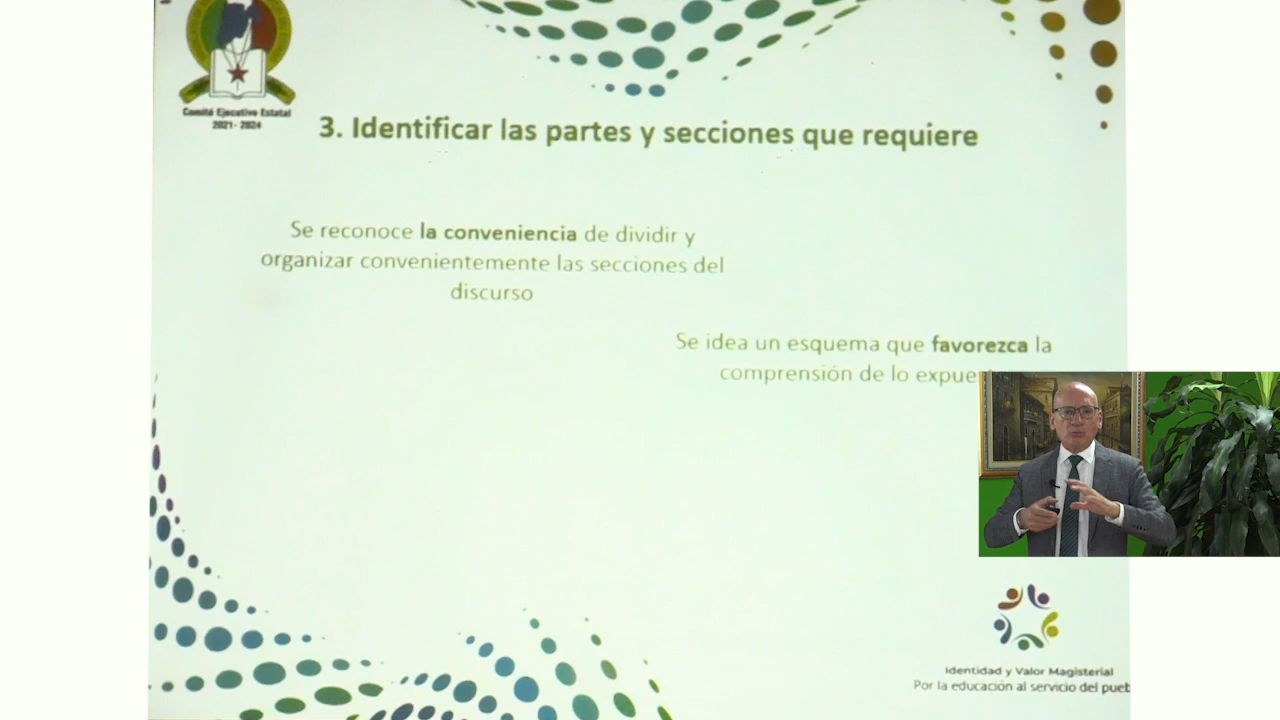 Comité Ejecutivo Estatal
2021- 2024
3. Identificar las partes y secciones que requiere
Se reconoce la conveniencia de dividir y
organizar convenientemente las secciones del
discurso
Se idea un esquema que favorezca la
comprensión de lo expue
Identidad y Valor Magisterial
Por la educación al servicio del pueb